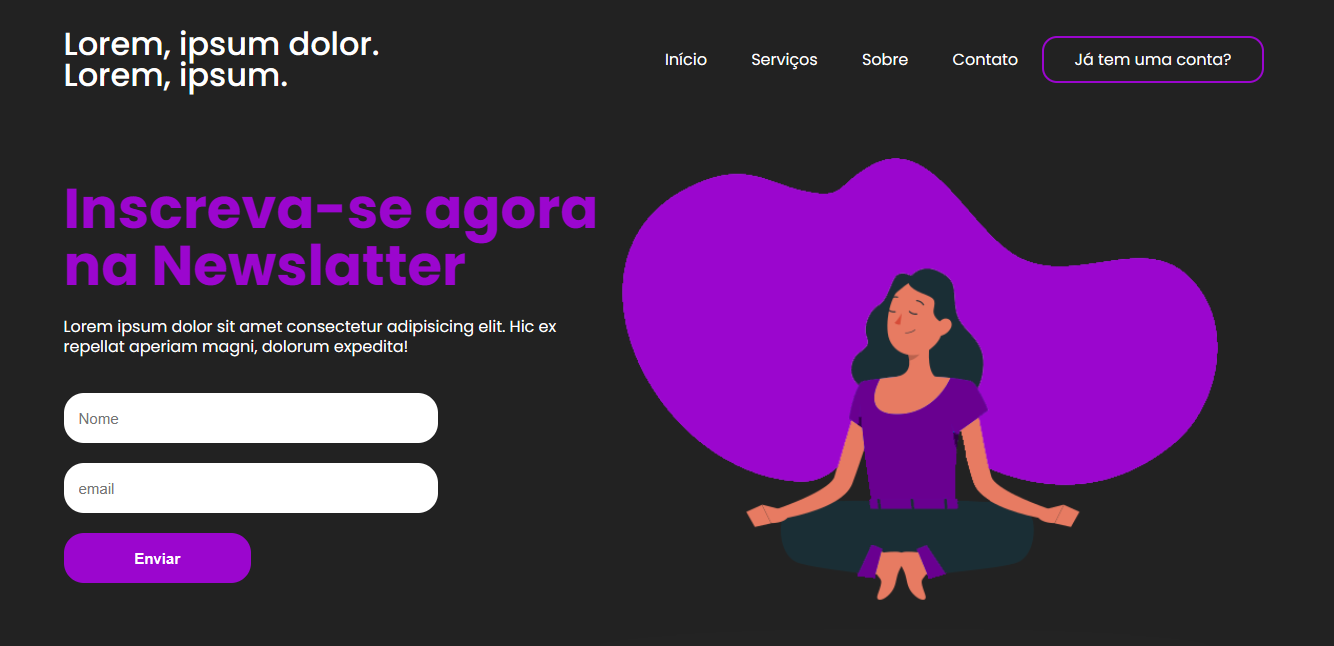 Lorem, ipsum dolor.
Lorem, ipsum.
Início
Serviços
Sobre
Contato
Já tem uma conta?
Inscreva-se agora
na Newslatter
Lorem ipsum dolor sit amet consectetur adipisicing elit. Hic ex
repellat aperiam magni, dolorum expedita!
Nome
email
Enviar